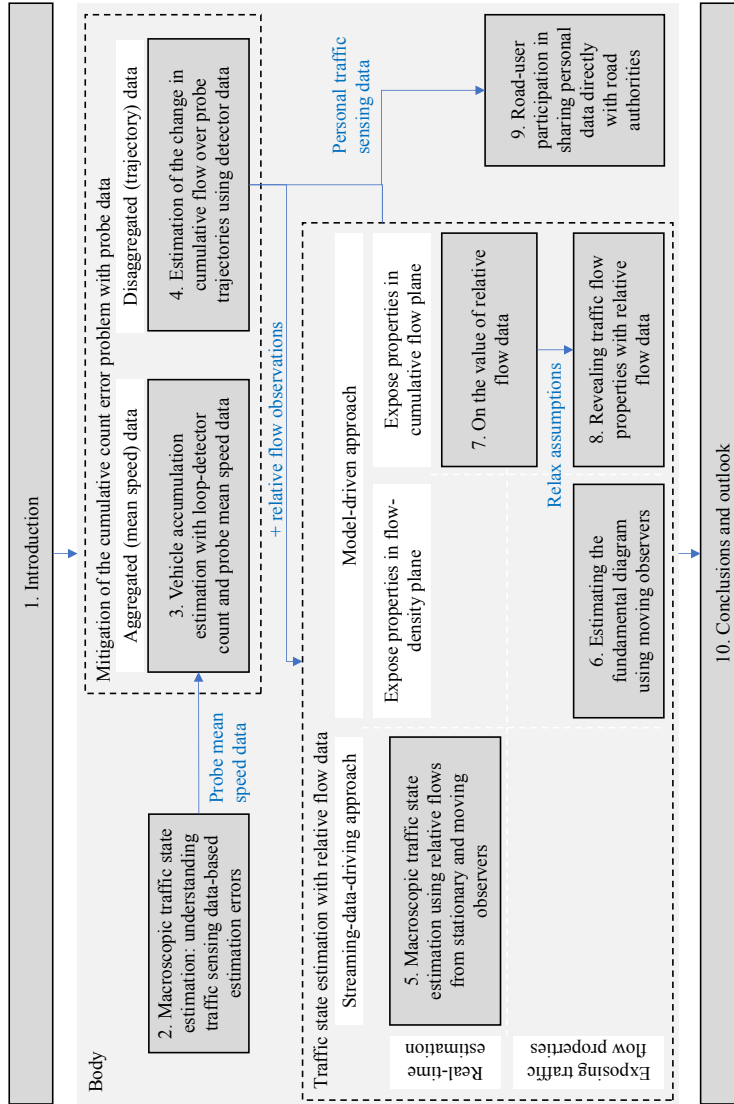 1. Introduction
Body
2. Macroscopic traffic state
estimation: understanding
traffic sensing data-based
estimation errors
Probe mean
speed data
Mitigation of the cumulative count error problem with probe data
Aggregated (mean speed) data
3. Vehicle accumulation
estimation with loop-detector
count and probe mean speed data
Disaggregated (trajectory) data
4. Estimation of the change in
cumulative flow over probe
trajectories using detector data
+ relative flow observations
Personal traffic
sensing data
Traffic state estimation with relative flow data
Streaming-data-driving approach
Model-driven approach
Expose properties in flow-
density plane
Expose properties in
cumulative flow plane
Real-time
estimation
5. Macroscopic traffic state
estimation using relative flows
from stationary and moving
observers
7. On the value of relative
flow data
Relax assumptions
Exposing traffic
flow properties
6. Estimating the
fundamental diagram
using moving observers
8. Revealing traffic flow
properties with relative
flow data
9. Road-user
participation in
sharing personal
data directly
with road
authorities
10. Conclusions and outlook